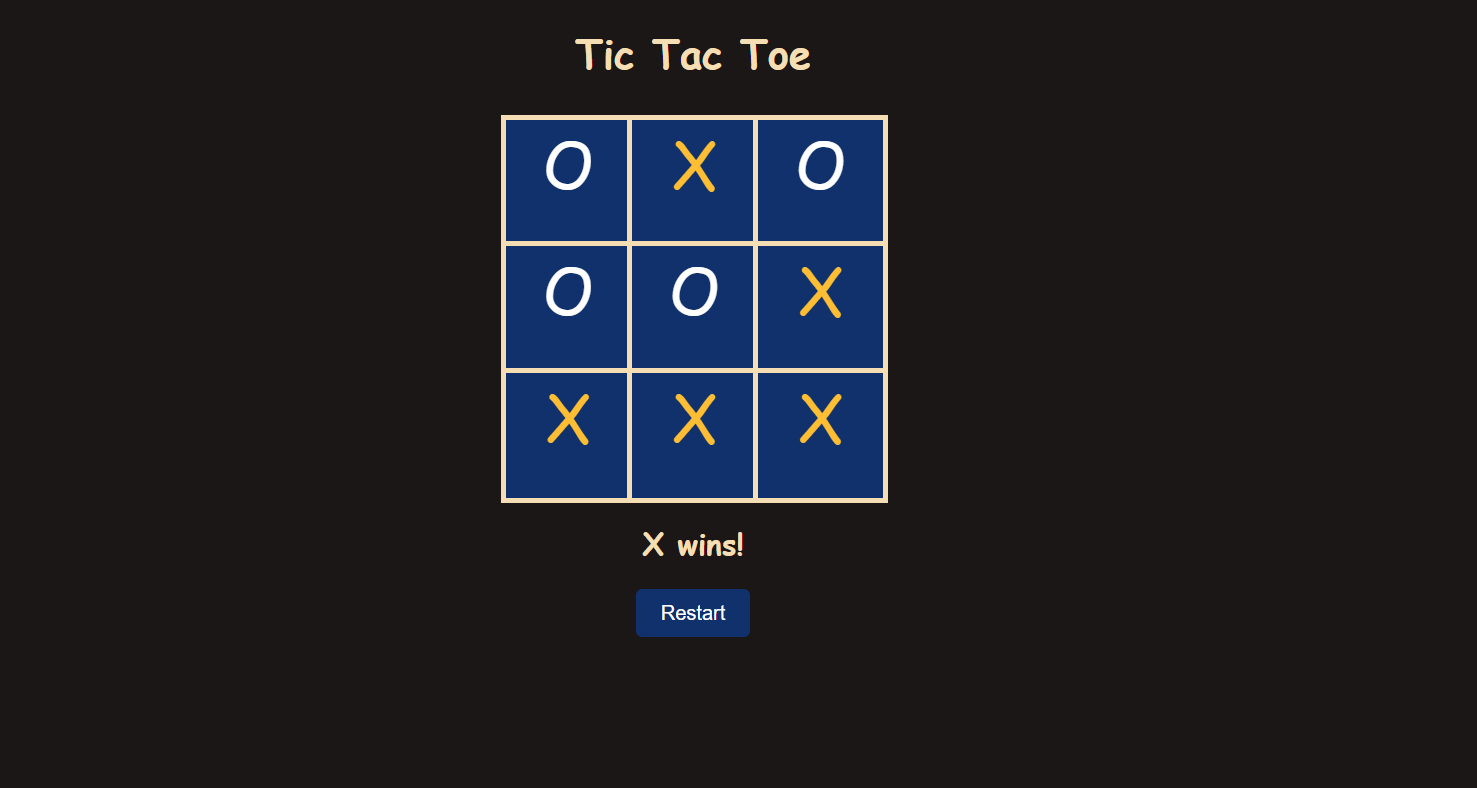 Tic Tac Toe
O X O
O O X
X X X
X wins!
Restart